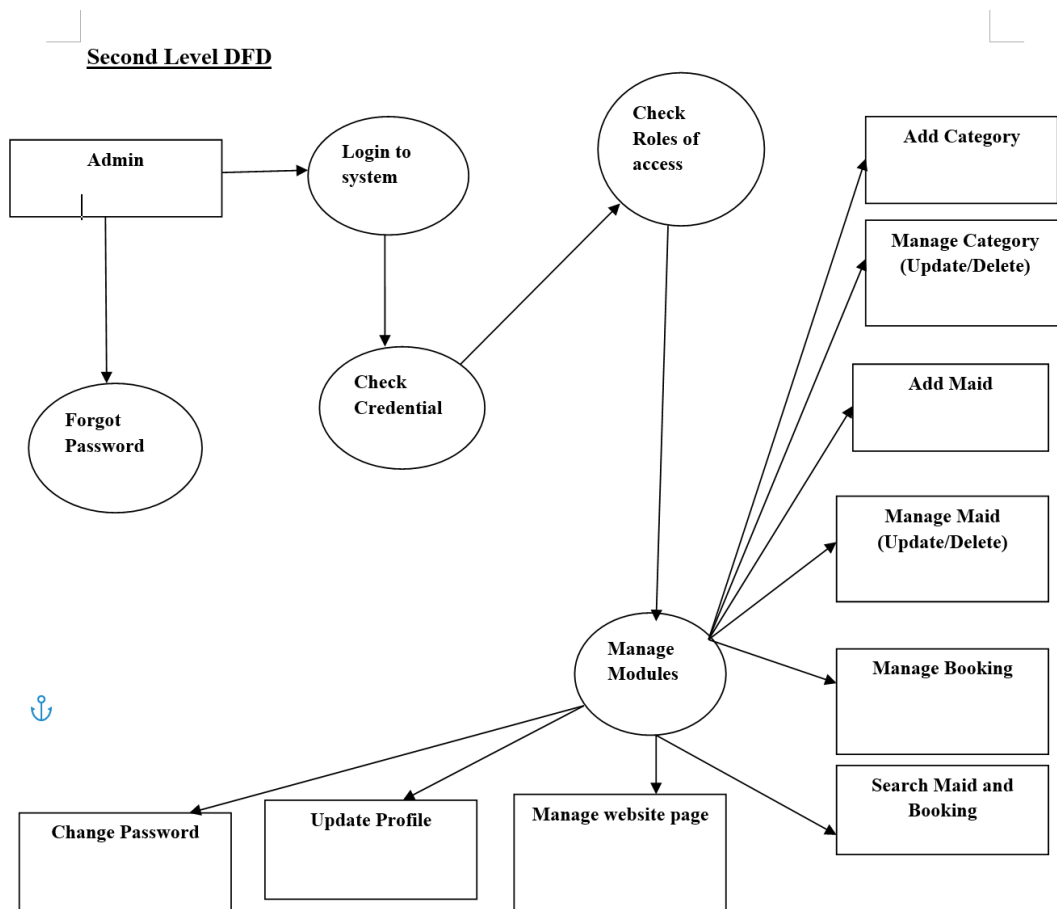 Second Level DFD
Admin
Login to
system
Check
Roles of
access
Add Category
Manage Category
(Update/Delete)
Forgot
Password
Check
Credential
Add Maid
Manage Maid
(Update/Delete)
Manage
Modules
Manage Booking
Search Maid and
Booking
Change Password
Update Profile
Manage website page